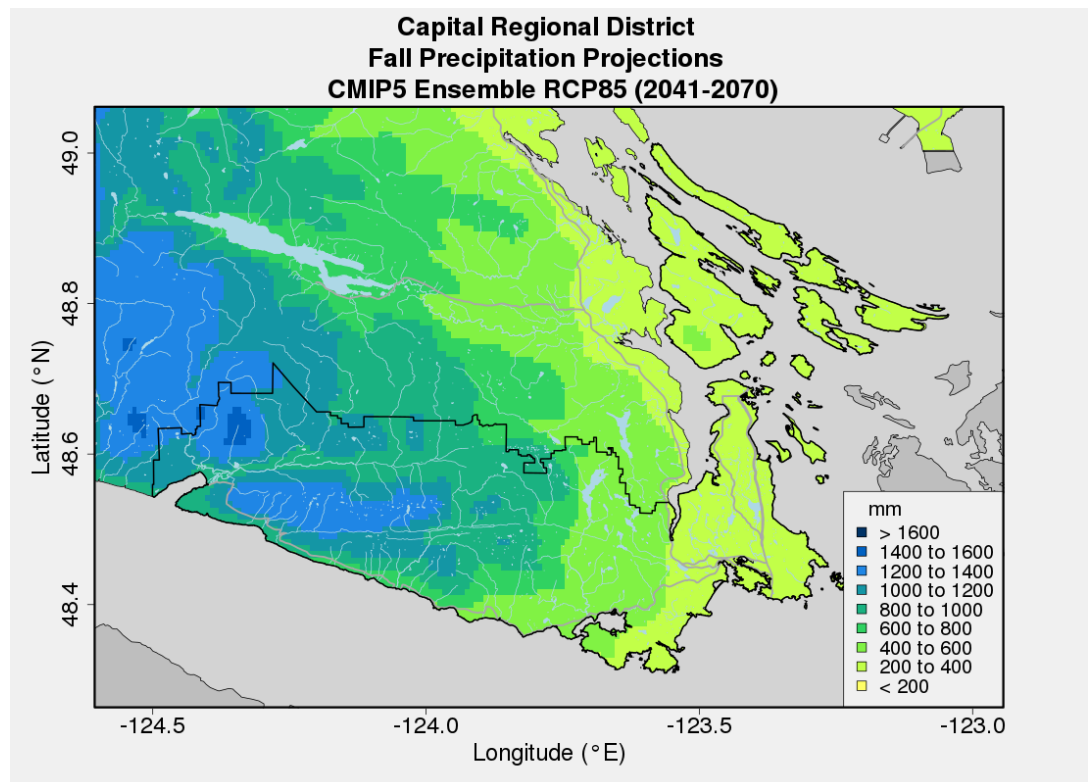 Capital Regional District
Fall Precipitation Projections
CMIP5 Ensemble RCP85 (2041-2070)
Latitude (°N)
49.0
48.8
48.6
48.4
mm
> 1600
1400 to 1600
1200 to 1400
1000 to 1200
800 to 1000
600 to 800
400 to 600
200 to 400
< 200
-124.5 -124.0 -123.5 -123.0
Longitude (°E)